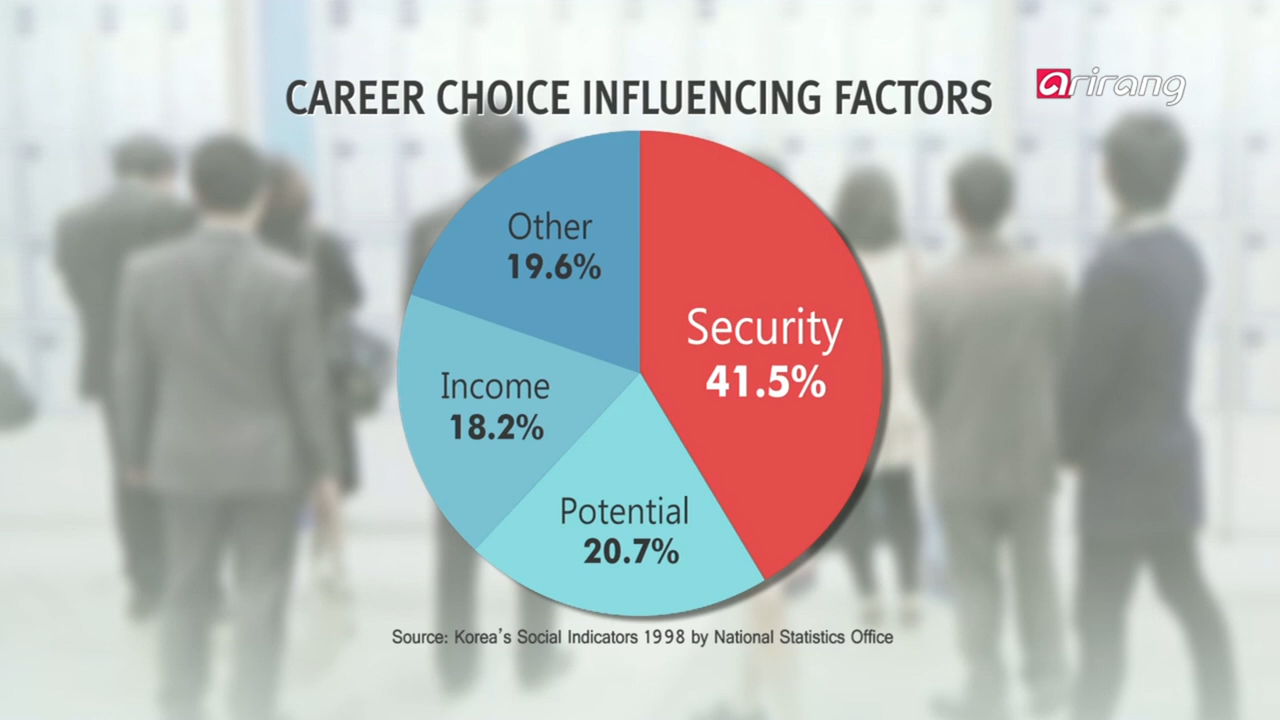 CAREER CHOICE INFLUENCING FACTORS
arirang
Other
19.6%
Security
41.5%
Income
18.2%
Potential
20.7%
Source: Korea's Social Indicators 1998 by National Statistics Office